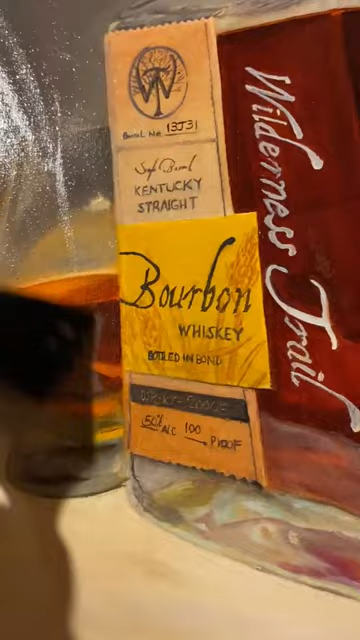 W
Barrel No 13J31
Single Barrel
KENTUCKY
STRAIGHT
Bourbon
WHISKEY
BOTTLED IN BOND
50% ALC 100 PROOF
Wilderness Trail